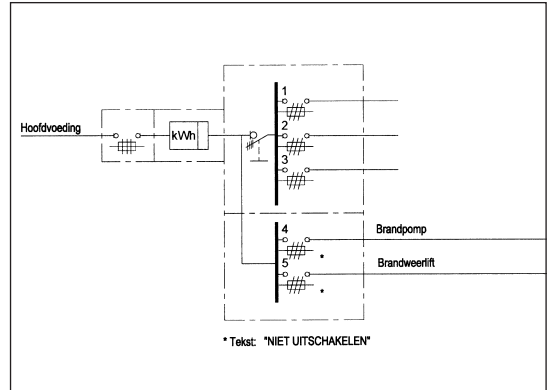 Hoofdvoeding
kWh
1
2
3
4
Brandpomp
*
5
Brandweerlift
*
* Tekst: "NIET UITSCHAKELEN"